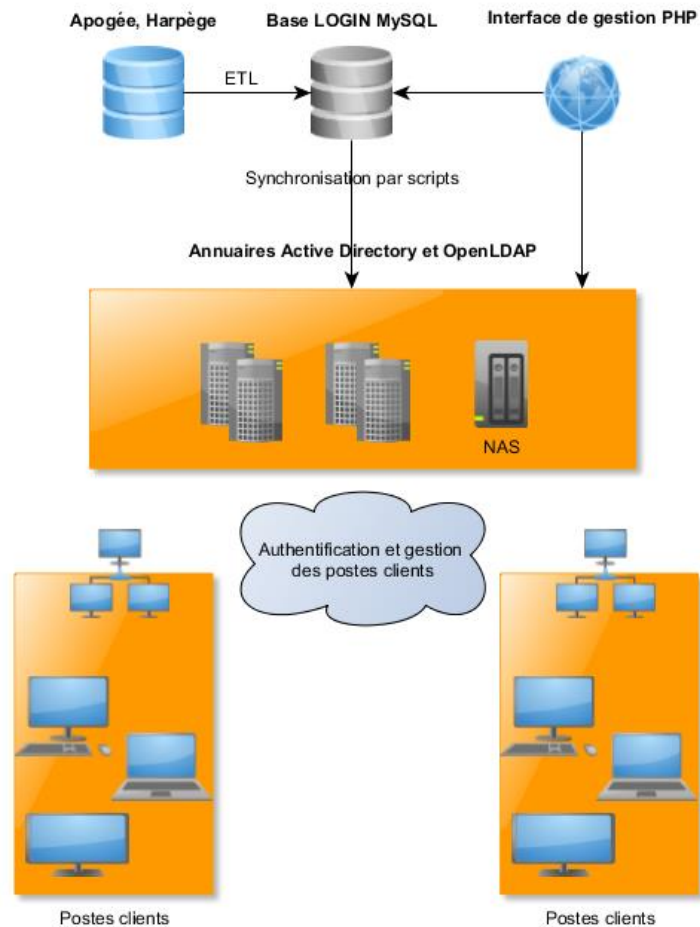 Apogée, Harpège
Base LOGIN MySQL
Interface de gestion PHP
ETL
Synchronisation par scripts
Annuaires Active Directory et OpenLDAP
NAS
Authentification et gestion
des postes clients
Postes clients
Postes clients